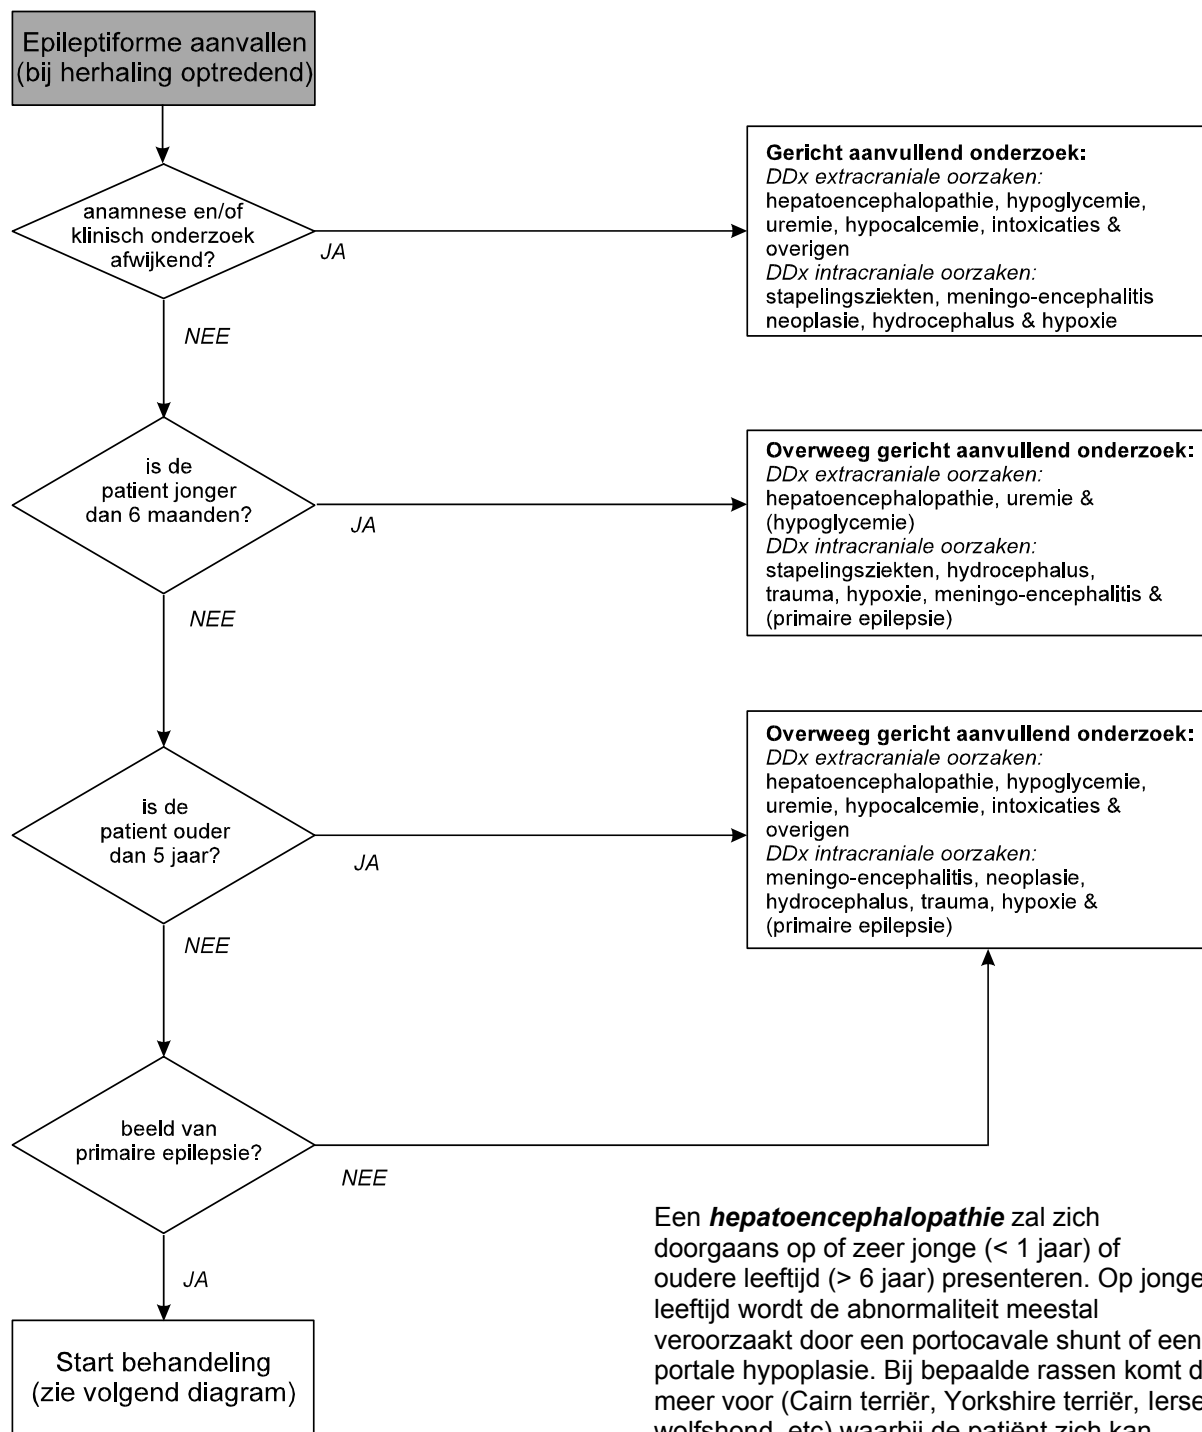 Epileptiforme aanvallen
(bij herhaling optredend)
anamnese en/of
klinisch onderzoek
afwijkend?
JA
NEE
Gericht aanvullend onderzoek:
DDx extracraniale oorzaken:
hepatoencephalopathie, hypoglycemie,
uremie, hypocalcemie, intoxicaties &
overigen
DDx intracraniale oorzaken:
stapelingsziekten, meningo-encephalitis
neoplasie, hydrocephalus & hypoxie
is de
patient jonger
dan 6 maanden?
JA
NEE
Overweeg gericht aanvullend onderzoek:
DDx extracraniale oorzaken:
hepatoencephalopathie, uremie &
(hypoglycemie)
DDx intracraniale oorzaken:
stapelingsziekten, hydrocephalus,
trauma, hypoxie, meningo-encephalitis &
(primaire epilepsie)
is de
patient ouder
dan 5 jaar?
JA
NEE
Overweeg gericht aanvullend onderzoek:
DDx extracraniale oorzaken:
hepatoencephalopathie, hypoglycemie,
uremie, hypocalcemie, intoxicaties &
overigen
DDx intracraniale oorzaken:
meningo-encephalitis, neoplasie,
hydrocephalus, trauma, hypoxie &
(primaire epilepsie)
beeld van
primaire epilepsie?
NEE
JA
Start behandeling
(zie volgend diagram)
Een hepatoencephalopathie zal zich
doorgaans op of zeer jonge (< 1 jaar) of
oudere leeftijd (> 6 jaar) presenteren. Op jonge
leeftijd wordt de abnormaliteit meestal
veroorzaakt door een portocavale shunt of een
portale hypoplasie. Bij bepaalde rassen komt
meer voor (Cairn terriër, Yorkshire terriër, Ierse
wolfshond, etc) waarbij de patiënt zich kan